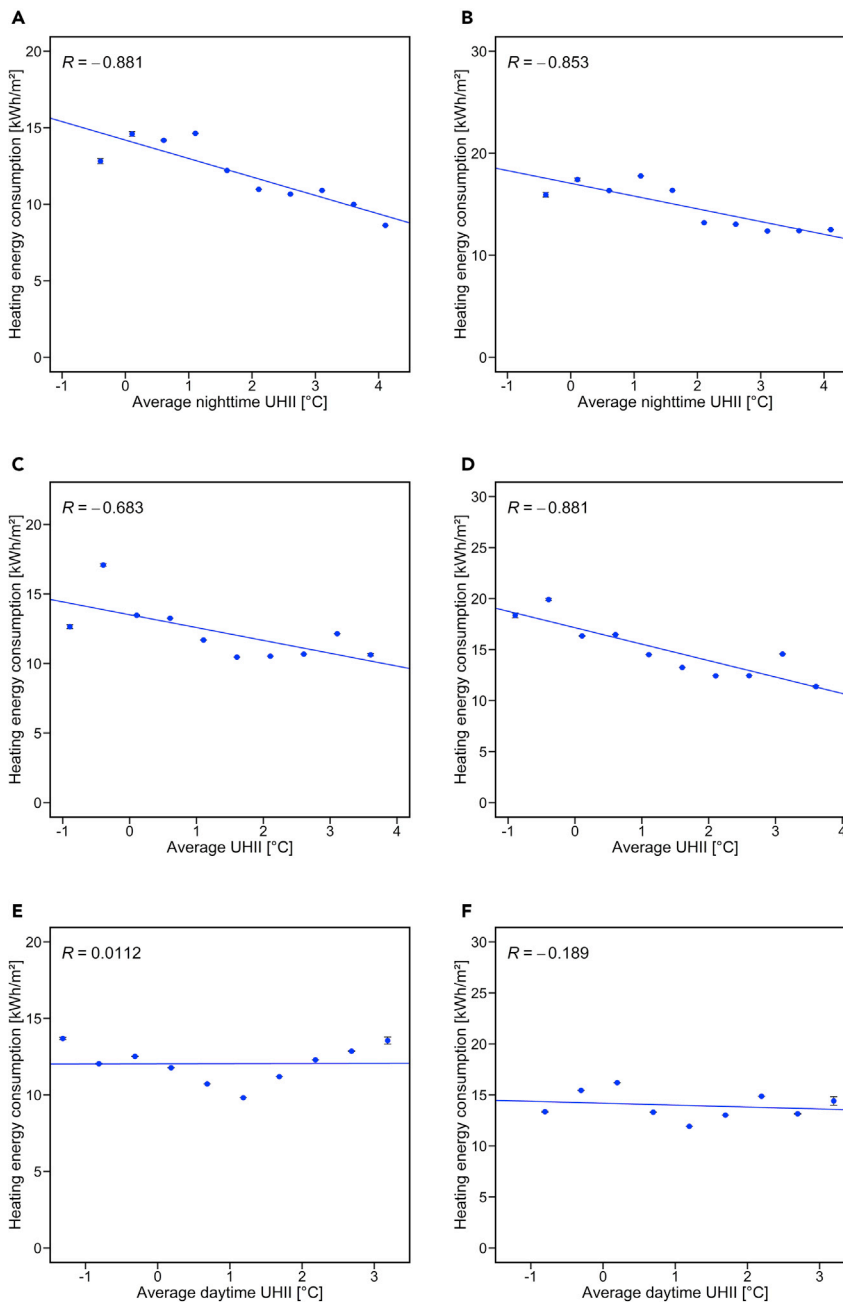 A
R = −0.881
Heating energy consumption [kWh/m²]
20
15
10
5
0
-1 0 1 2 3 4
Average nighttime UHII [°C]
B
R = −0.853
Heating energy consumption [kWh/m²]
30
20
10
0
-1 0 1 2 3 4
Average nighttime UHII [°C]
C
R = −0.683
Heating energy consumption [kWh/m²]
20
15
10
5
0
-1 0 1 2 3 4
Average UHII [°C]
D
R = −0.881
Heating energy consumption [kWh/m²]
30
25
20
15
10
5
0
-1 0 1 2 3 4
Average UHII [°C]
E
R = 0.0112
Heating energy consumption [kWh/m²]
20
15
10
5
0
-1 0 1 2 3
Average daytime UHII [°C]
F
R = −0.189
Heating energy consumption [kWh/m²]
30
25
20
15
10
5
0
-1 0 1 2 3
Average daytime UHII [°C]